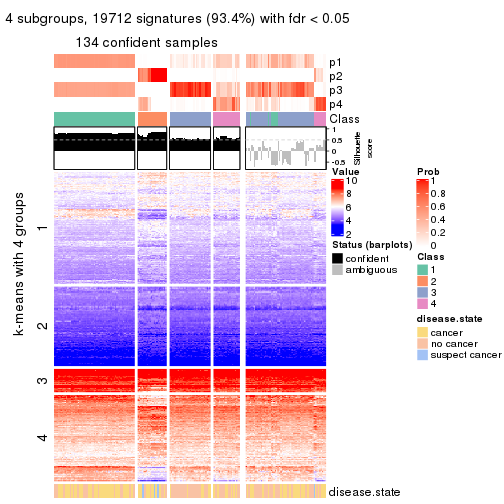 4 subgroups, 19712 signatures (93.4%) with fdr < 0.05
134 confident samples
p1
p2
p3
p4
Class
1
0.5
0
-0.5
Silhouette
score
k-means with 4 groups
1
2
3
4
disease.state
Value
10
8
6
4
2
Status (barplots)
confident
ambiguous
Prob
1
0.8
0.6
0.4
0.2
0
Class
1
2
3
4
disease.state
cancer
no cancer
suspect cancer